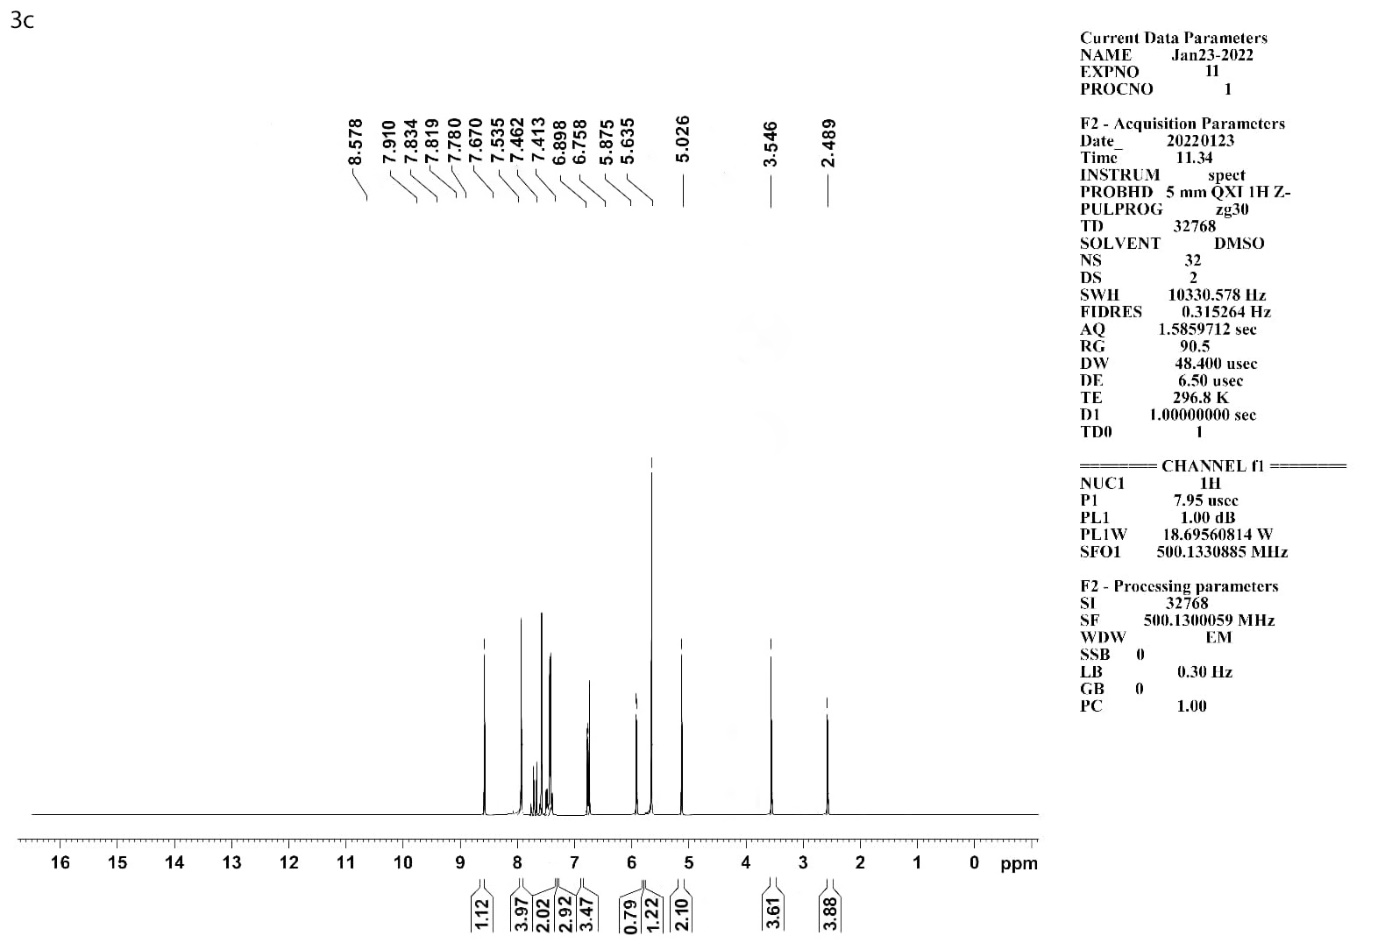 3c
8.578
7.910
7.834
7.819
7.780
7.670
7.535
7.462
7.413
6.898
6.758
5.875
5.635
5.026
3.546
2.489
Current Data Parameters
NAME Jan23-2022
EXPNO 11
PROCNO 1
F2 - Acquisition Parameters
Date_ 20220123
Time 11.34
INSTRUM spect
PROBHD 5 mm QXI 1H Z-
PULPROG zg30
TD 32768
SOLVENT DMSO
NS 32
DS 2
SWH 10330.578 Hz
FIDRES 0.315264 Hz
AQ 1.5859712 sec
RG 90.5
DW 48.400 usec
DE 6.50 usec
TE 296.8 K
D1 1.00000000 sec
TD0 1
======== CHANNEL f1 ========
NUC1 1H
P1 7.95 usec
PL1 1.00 dB
PL1W 18.69560814 W
SFO1 500.1330885 MHz
F2 - Processing parameters
SI 32768
SF 500.1300059 MHz
WDW EM
SSB 0
LB 0.30 Hz
GB 0
PC 1.00
16 15 14 13 12 11 10 9 8 7 6 5 4 3 2 1 0 ppm
1.12
3.97
2.02
2.92
3.47
0.79
1.22
2.10
3.61
3.88